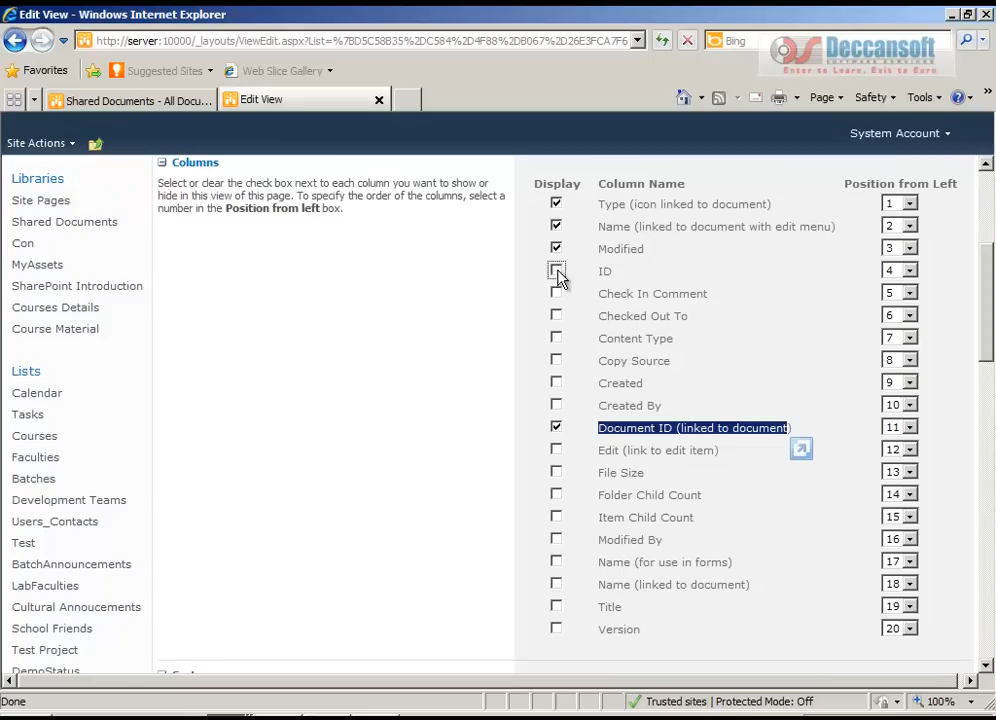 Edit View - Windows Internet Explorer
http://server:10000/_layouts/ViewEdit.aspx?List=%7BD5C58B35%2DC584%2D4F88%2DB067%2D26E3FCA7F6
Bing
Deccansoft
SOFTWARE SERVICES
Enter to Learn, Exit to Earn
Favorites
Suggested Sites
Web Slice Gallery
Shared Documents - All Docu...
Edit View
Page
Safety
Tools
Site Actions
System Account
Libraries
Site Pages
Shared Documents
Con
MyAssets
SharePoint Introduction
Courses Details
Course Material
Lists
Calendar
Tasks
Courses
Faculties
Batches
Development Teams
Users_Contacts
Test
BatchAnnouncements
LabFaculties
Cultural Annoucements
School Friends
Test Project
DemoStatus
Columns
Select or clear the check box next to each column you want to show or
hide in this view of this page. To specify the order of the columns, select a
number in the Position from left box.
Display Column Name Position from Left
Type (icon linked to document) 1
Name (linked to document with edit menu) 2
Modified 3
ID 4
Check In Comment 5
Checked Out To 6
Content Type 7
Copy Source 8
Created 9
Created By 10
Document ID (linked to document) 11
Edit (link to edit item) 12
File Size 13
Folder Child Count 14
Item Child Count 15
Modified By 16
Name (for use in forms) 17
Name (linked to document) 18
Title 19
Version 20
Done
Trusted sites | Protected Mode: Off
100%